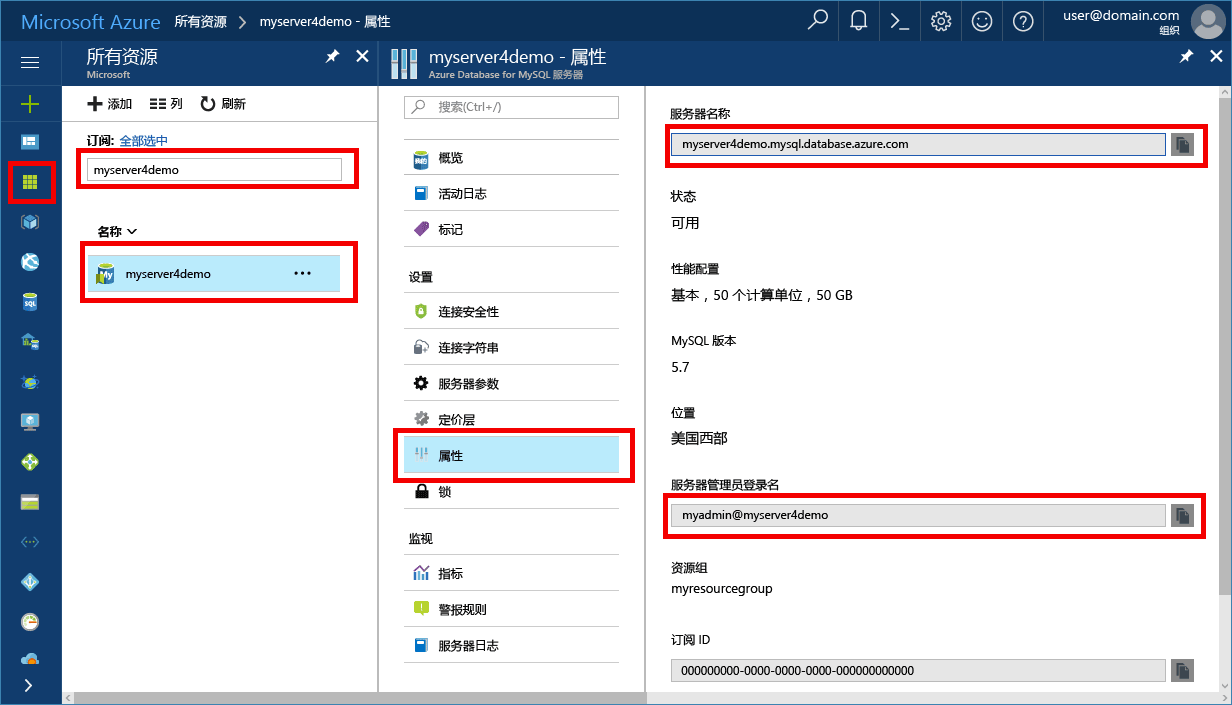 Microsoft Azure 所有资源 > myserver4demo - 属性
user@domain.com
组织
所有资源
Microsoft
添加 列 刷新
订阅: 全部选中
myserver4demo
名称
myserver4demo ...
myserver4demo - 属性
Azure Database for MySQL 服务器
搜索(Ctrl+/)
概览
活动日志
标记
设置
连接安全性
连接字符串
服务器参数
定价层
属性
锁
监视
指标
警报规则
服务器日志
服务器名称
myserver4demo.mysql.database.azure.com
状态
可用
性能配置
基本，50 个计算单位，50 GB
MySQL 版本
5.7
位置
美国西部
服务器管理员登录名
myadmin@myserver4demo
资源组
myresourcegroup
订阅 ID
000000000-0000-0000-0000-000000000000